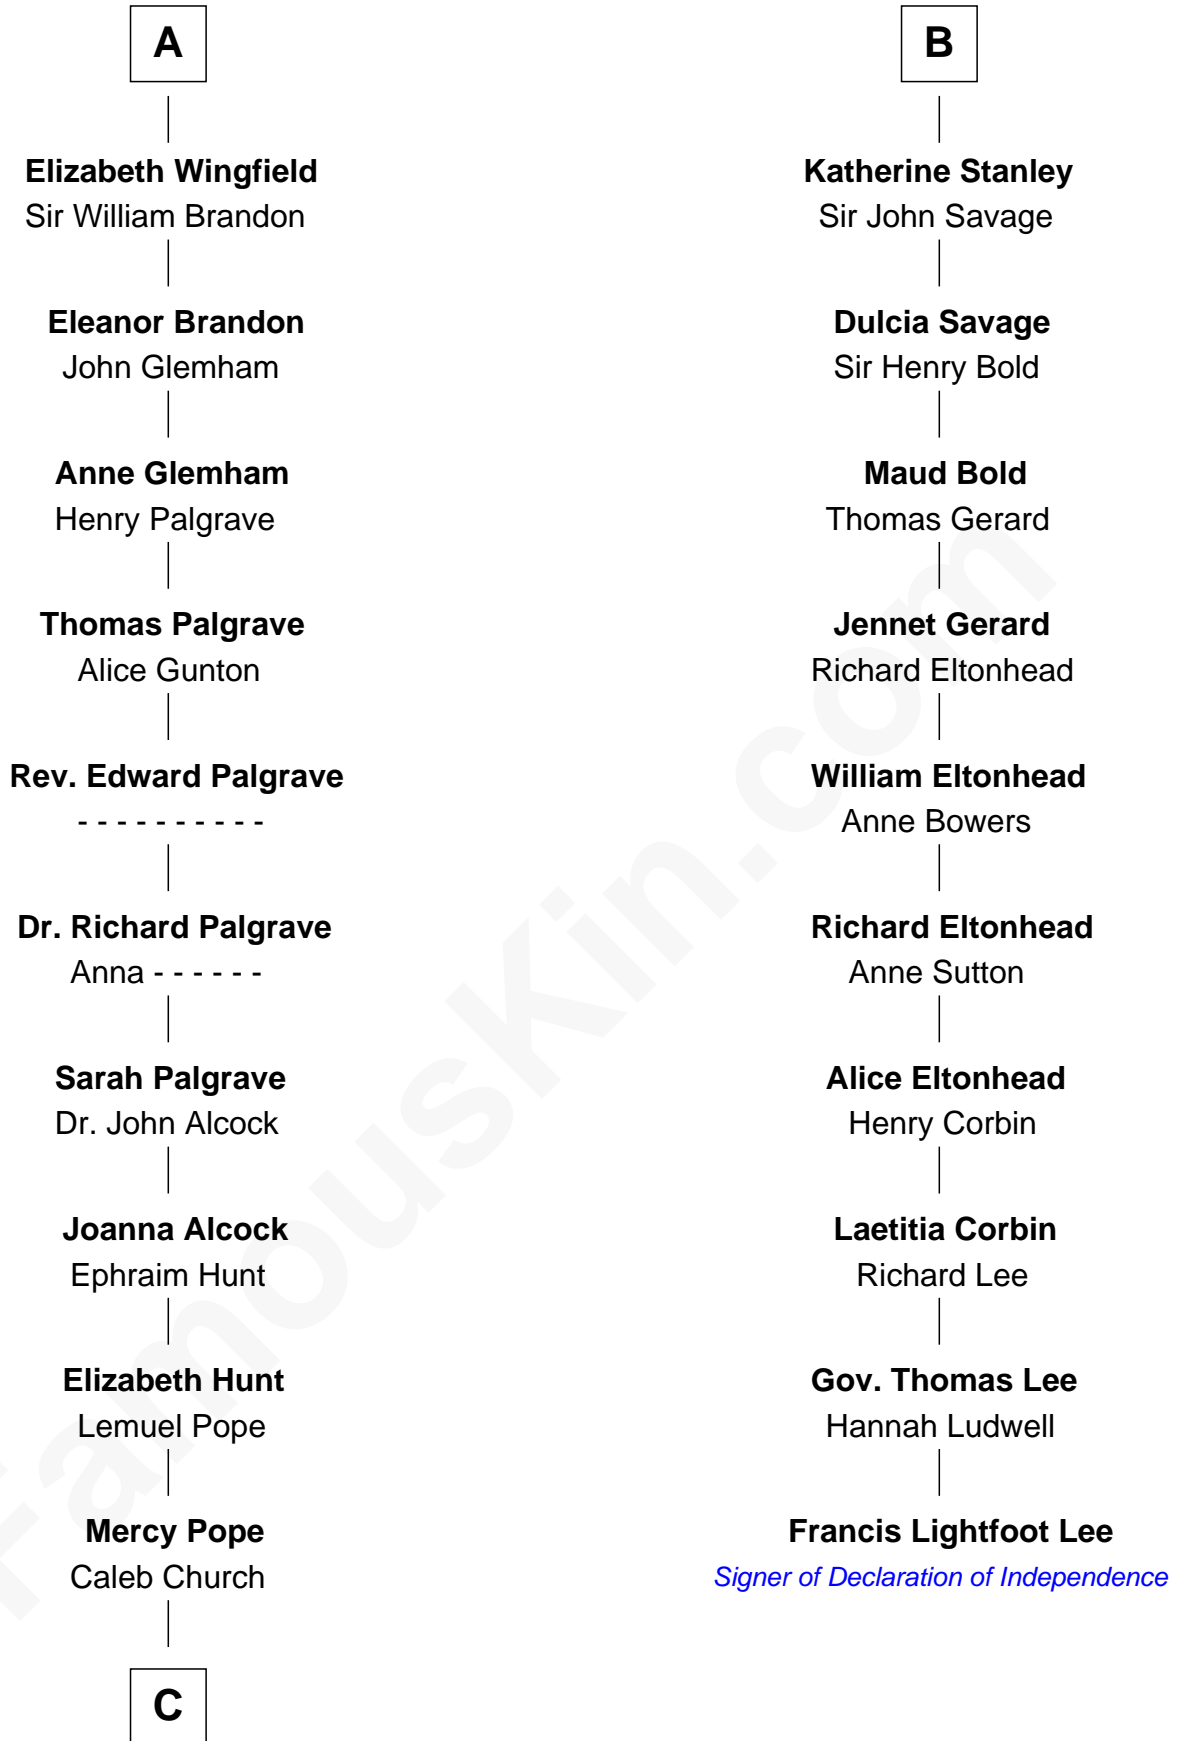 A
Elizabeth Wingfield
Sir William Brandon
Eleanor Brandon
John Glemham
Anne Glemham
Henry Palgrave
Thomas Palgrave
Alice Gunton
Rev. Edward Palgrave
- - - - - - - - - -
Dr. Richard Palgrave
Anna - - - - - -
Sarah Palgrave
Dr. John Alcock
Joanna Alcock
Ephraim Hunt
Elizabeth Hunt
Lemuel Pope
Mercy Pope
Caleb Church
C
B
Katherine Stanley
Sir John Savage
Dulcia Savage
Sir Henry Bold
Maud Bold
Thomas Gerard
Jennet Gerard
Richard Eltonhead
William Eltonhead
Anne Bowers
Richard Eltonhead
Anne Sutton
Alice Eltonhead
Henry Corbin
Laetitia Corbin
Richard Lee
Gov. Thomas Lee
Hannah Ludwell
Francis Lightfoot Lee
Signer of Declaration of Independence
FamousKin.com